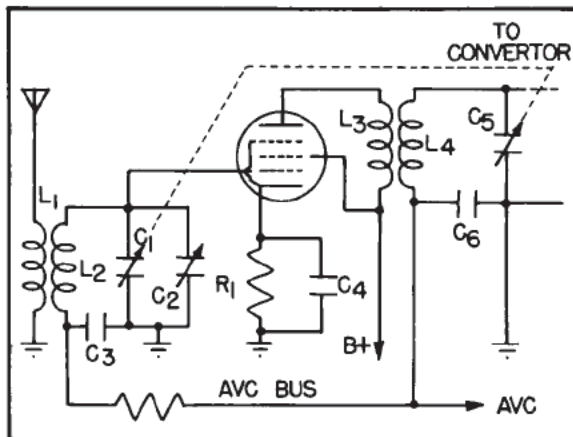 TO
CONVERTOR
L3
L4
C5
L1
C1
L2
C2
C6
R1
C4
C3
B+
AVC BUS
AVC